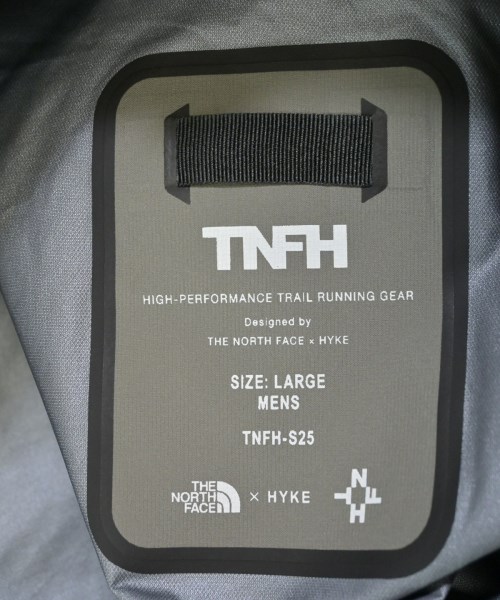 TNFH
HIGH-PERFORMANCE TRAIL RUNNING GEAR
Designed by
THE NORTH FACE × HYKE
SIZE: LARGE
MENS
TNFH-S25
THE
NORTH
FACE × HYKE
N
T F
H